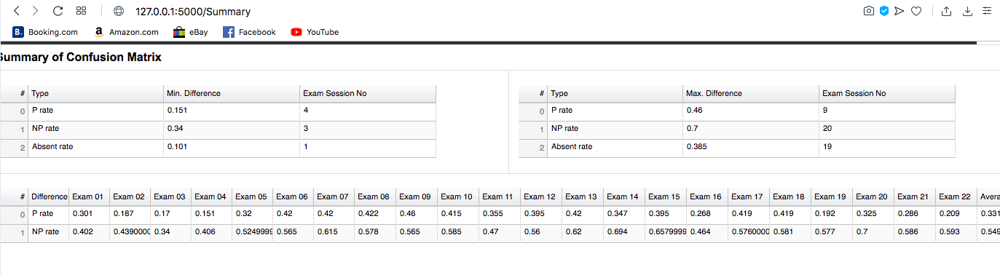 127.0.0.1:5000/Summary
B. Booking.com a Amazon.com eBay Facebook YouTube
Summary of Confusion Matrix
# Type Min. Difference Exam Session No
0 P rate 0.151 4
1 NP rate 0.34 3
2 Absent rate 0.101 1
# Type Max. Difference Exam Session No
0 P rate 0.46 9
1 NP rate 0.7 20
2 Absent rate 0.385 19
# Difference Exam 01 Exam 02 Exam 03 Exam 04 Exam 05 Exam 06 Exam 07 Exam 08 Exam 09 Exam 10 Exam 11 Exam 12 Exam 13 Exam 14 Exam 15 Exam 16 Exam 17 Exam 18 Exam 19 Exam 20 Exam 21 Exam 22 Avera
0 P rate 0.301 0.187 0.17 0.151 0.32 0.42 0.42 0.422 0.46 0.415 0.355 0.395 0.42 0.347 0.395 0.268 0.419 0.419 0.192 0.325 0.286 0.209 0.331
1 NP rate 0.402 0.4390000 0.34 0.406 0.5249999 0.565 0.615 0.578 0.565 0.585 0.47 0.56 0.62 0.694 0.6579999 0.464 0.5760000 0.581 0.577 0.7 0.586 0.593 0.549